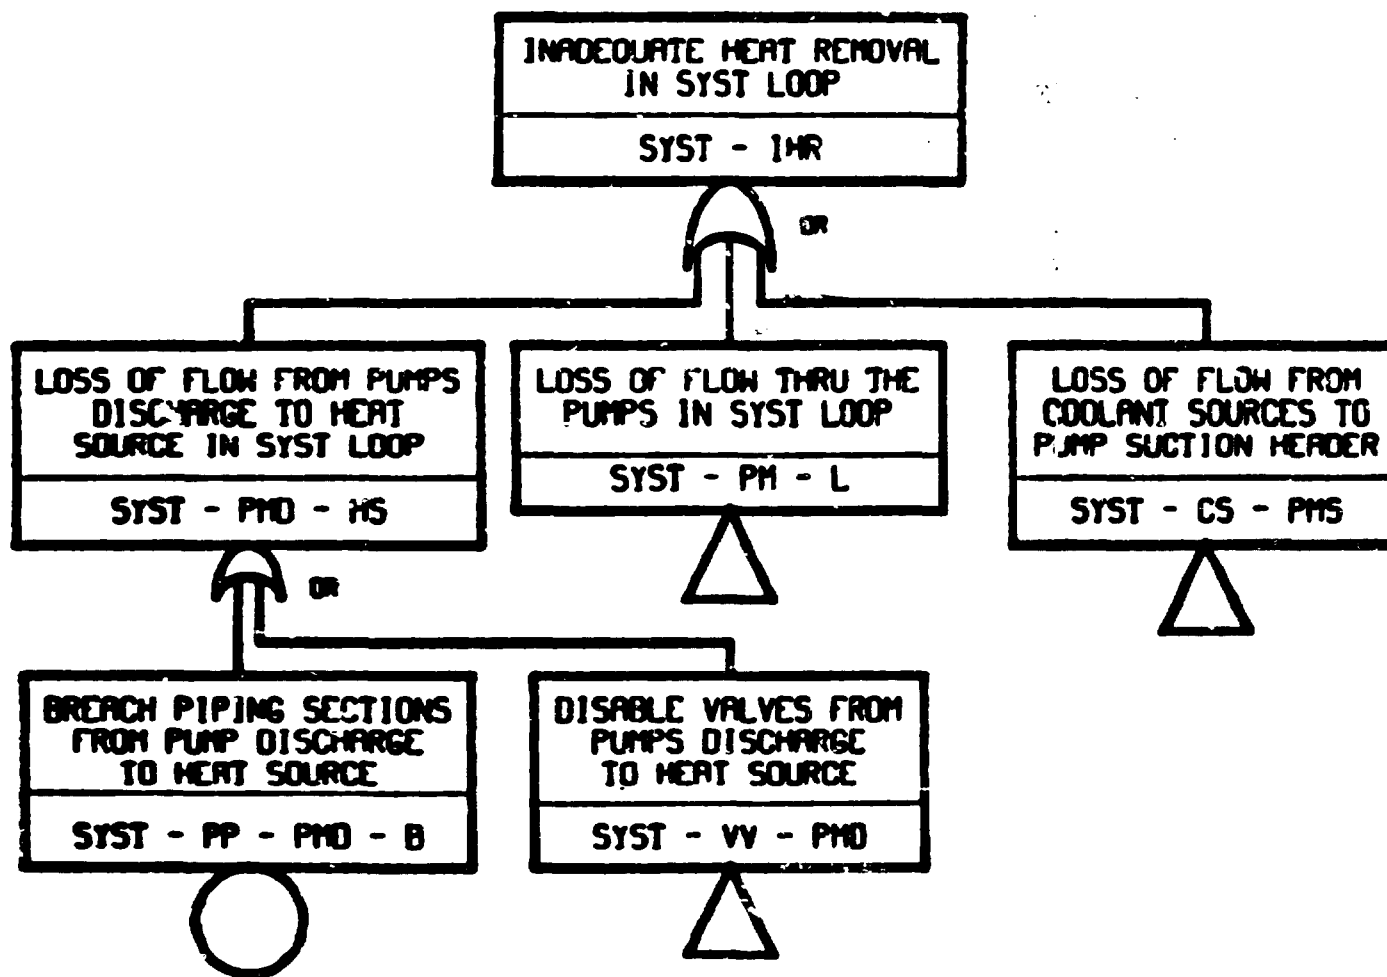 INADEQUATE HEAT REMOVAL
IN SYST LOOP
SYST - IHR
OR
LOSS OF FLOW FROM PUMPS
DISCHARGE TO HEAT
SOURCE IN SYST LOOP
SYST - PMD - HS
LOSS OF FLOW THRU THE
PUMPS IN SYST LOOP
SYST - PM - L
LOSS OF FLOW FROM
COOLANT SOURCES TO
PUMP SUCTION HEADER
SYST - CS - PMS
OR
BREACH PIPING SECTIONS
FROM PUMP DISCHARGE
TO HEAT SOURCE
SYST - PP - PMD - B
DISABLE VALVES FROM
PUMPS DISCHARGE
TO HEAT SOURCE
SYST - VV - PMD